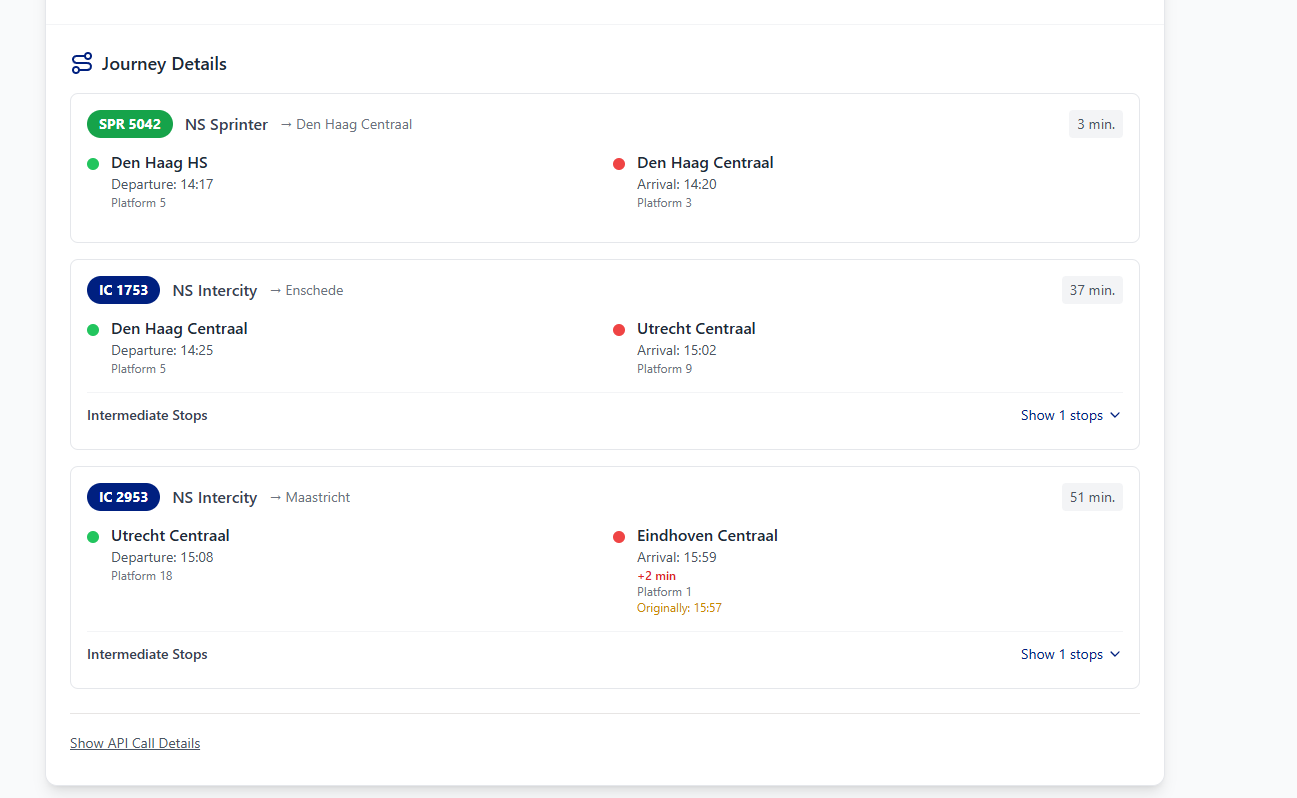 Journey Details
SPR 5042 NS Sprinter → Den Haag Centraal 3 min.
Den Haag HS Den Haag Centraal
Departure: 14:17 Arrival: 14:20
Platform 5 Platform 3
IC 1753 NS Intercity → Enschede 37 min.
Den Haag Centraal Utrecht Centraal
Departure: 14:25 Arrival: 15:02
Platform 5 Platform 9
Intermediate Stops Show 1 stops
IC 2953 NS Intercity → Maastricht 51 min.
Utrecht Centraal Eindhoven Centraal
Departure: 15:08 Arrival: 15:59
+2 min
Platform 18 Platform 1
Originally: 15:57
Intermediate Stops Show 1 stops
Show API Call Details